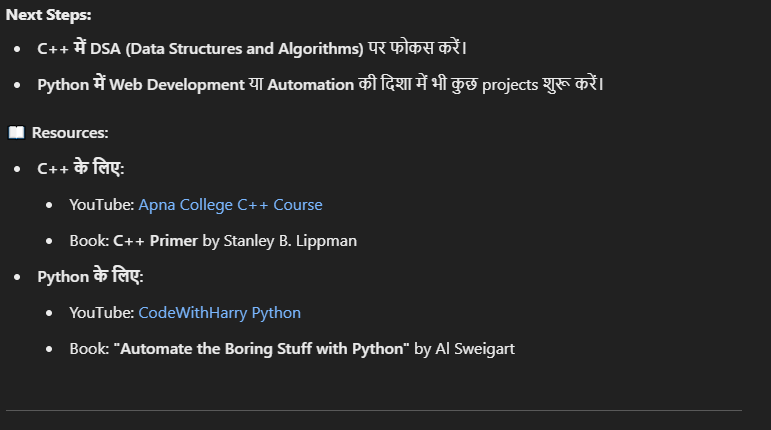 Next Steps:
• C++ में DSA (Data Structures and Algorithms) पर फोकस करें।
• Python में Web Development या Automation की दिशा में भी कुछ projects शुरू करें।
📖 Resources:
• C++ के लिए:
• YouTube: Apna College C++ Course
• Book: C++ Primer by Stanley B. Lippman
• Python के लिए:
• YouTube: CodeWithHarry Python
• Book: "Automate the Boring Stuff with Python" by Al Sweigart